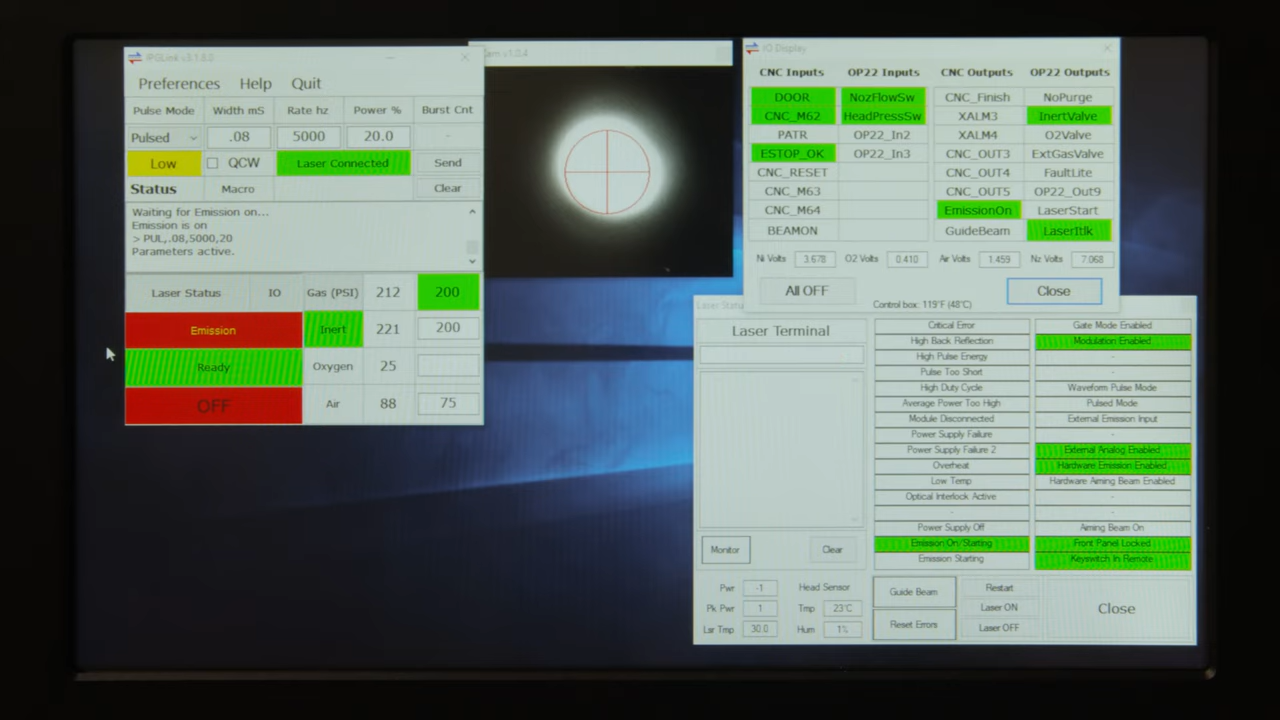 IPGLink v3.1.8.0
Preferences Help Quit
Pulse Mode Width mS Rate hz Power % Burst Cnt
Pulsed .08 5000 20.0 -
Low QCW Laser Connected Send
Status Macro Clear
Waiting for Emission on...
Emission is on
> PUL,.08,5000,20
Parameters active.
Laser Status IO Gas (PSI) 212 200
Emission Inert 221 200
Ready Oxygen 25
OFF Air 88 75
v1.0.4
IO Display
CNC Inputs OP22 Inputs CNC Outputs OP22 Outputs
DOOR NozFlowSw CNC_Finish NoPurge
CNC_M62 HeadPressSw XALM3 InertValve
PATR OP22_In2 XALM4 O2Valve
ESTOP_OK OP22_In3 CNC_OUT3 ExtGasValve
CNC_RESET CNC_OUT4 FaultLite
CNC_M63 CNC_OUT5 OP22_Out9
CNC_M64 EmissionOn LaserStart
BEAMON GuideBeam LaserItlk
Ni Volts 3.678 O2 Volts 0.410 Air Volts 1.459 Nz Volts 7.068
All OFF Control box: 119°F (48°C) Close
Laser Terminal
Critical Error Gate Mode Enabled
High Back Reflection Modulation Enabled
High Pulse Energy -
Pulse Too Short -
High Duty Cycle Waveform Pulse Mode
Average Power Too High Pulsed Mode
Module Disconnected External Emission Input
Power Supply Failure -
Power Supply Failure 2 External Analog Enabled
Overheat Hardware Emission Enabled
Low Temp Hardware Aiming Beam Enabled
Optical Interlock Active -
- -
Power Supply Off Aiming Beam On
Emission On/Starting Front Panel Locked
Emission Starting Keyswitch In Remote
Monitor Clear
Pwr -1 Head Sensor Guide Beam Restart
Pk Pwr 1 Tmp 23°C Laser ON Close
Lsr Tmp 30.0 Hum 1% Reset Errors Laser OFF